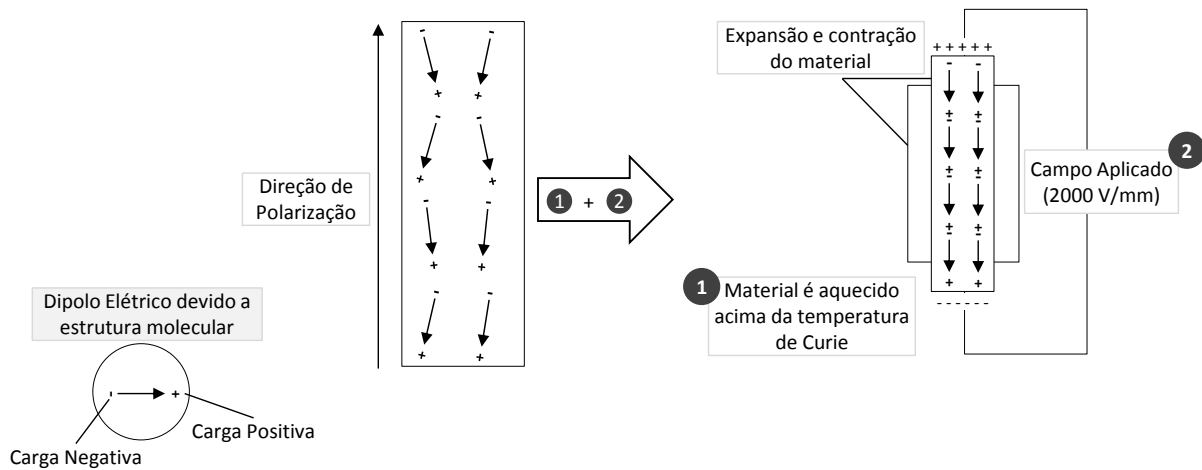 Direção de
Polarização
1 + 2
Expansão e contração
do material
+ + + + +
- -
± ±
± ±
± ±
+ +
- - - - - -
Campo Aplicado
(2000 V/mm)
2
1
Material é aquecido
acima da temperatura
de Curie
- -
+ +
- -
+ +
- -
+ +
- -
+ +
Dipolo Elétrico devido a
estrutura molecular
- +
Carga Positiva
Carga Negativa